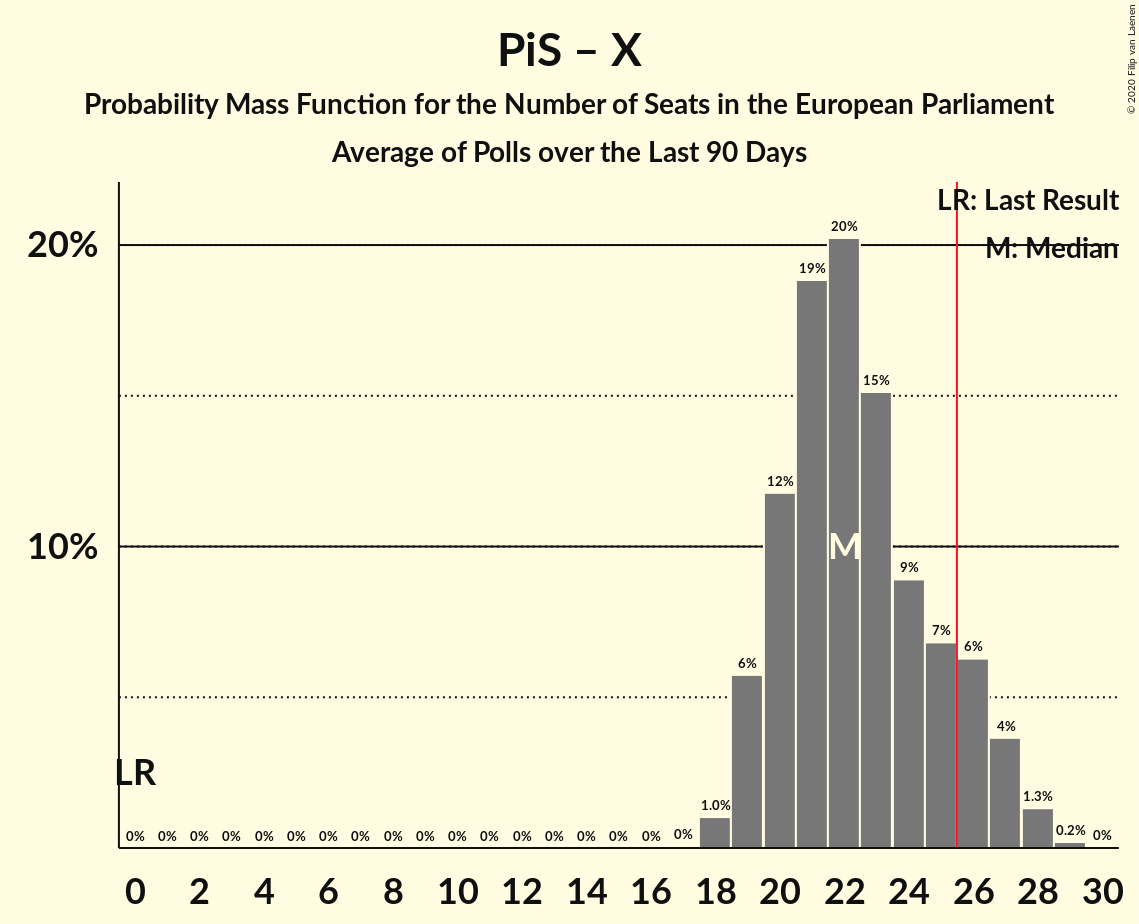 PiS – X
Probability Mass Function for the Number of Seats in the European Parliament
Average of Polls over the Last 90 Days
© 2020 Filip van Laenen
LR: Last Result
M: Median
20%
10%
20%
19%
15%
12%
M
9%
7%
6%
6%
4%
LR
1.0%
1.3%
0.2%
0% 0% 0% 0% 0% 0% 0% 0% 0% 0% 0% 0% 0% 0% 0% 0% 0% 0% 0%
0 2 4 6 8 10 12 14 16 18 20 22 24 26 28 30